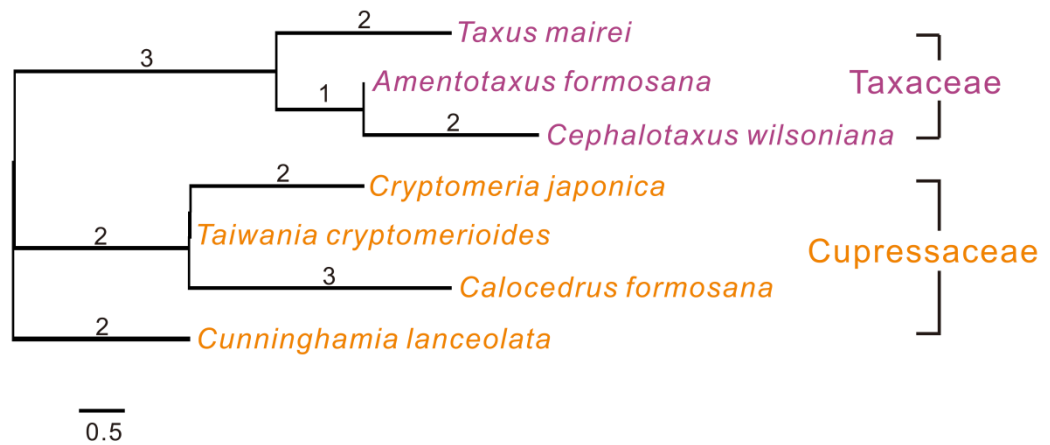 2
Taxus mairei
3
Amentotaxus formosana
Taxaceae
1
2
Cephalotaxus wilsoniana
2
Cryptomeria japonica
2
Taiwania cryptomerioides
Cupressaceae
3
Calocedrus formosana
2
Cunninghamia lanceolata
0.5